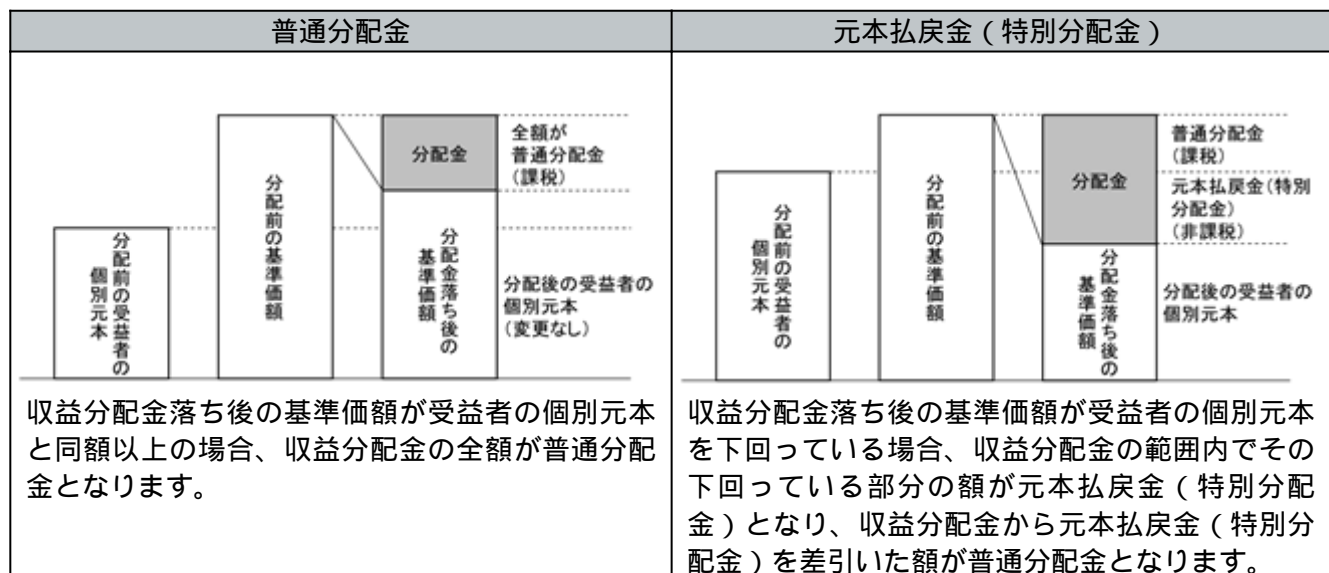 普通分配金
分配前の受益者の
個別元本
分配前の基準価額
分配金
分配金落ち後の
基準価額
全額が
普通分配金
(課税)
分配後の受益者の
個別元本
(変更なし)
収益分配金落ち後の基準価額が受益者の個別元本
と同額以上の場合、収益分配金の全額が普通分配
金となります。
元本払戻金(特別分配金)
分配前の受益者の
個別元本
分配前の基準価額
分配金
分配金落ち後の
基準価額
普通分配金
(課税)
元本払戻金(特別
分配金)
(非課税)
分配後の受益者の
個別元本
収益分配金落ち後の基準価額が受益者の個別元本
を下回っている場合、収益分配金の範囲内でその
下回っている部分の額が元本払戻金(特別分配
金)となり、収益分配金から元本払戻金(特別分
配金)を差引いた額が普通分配金となります。